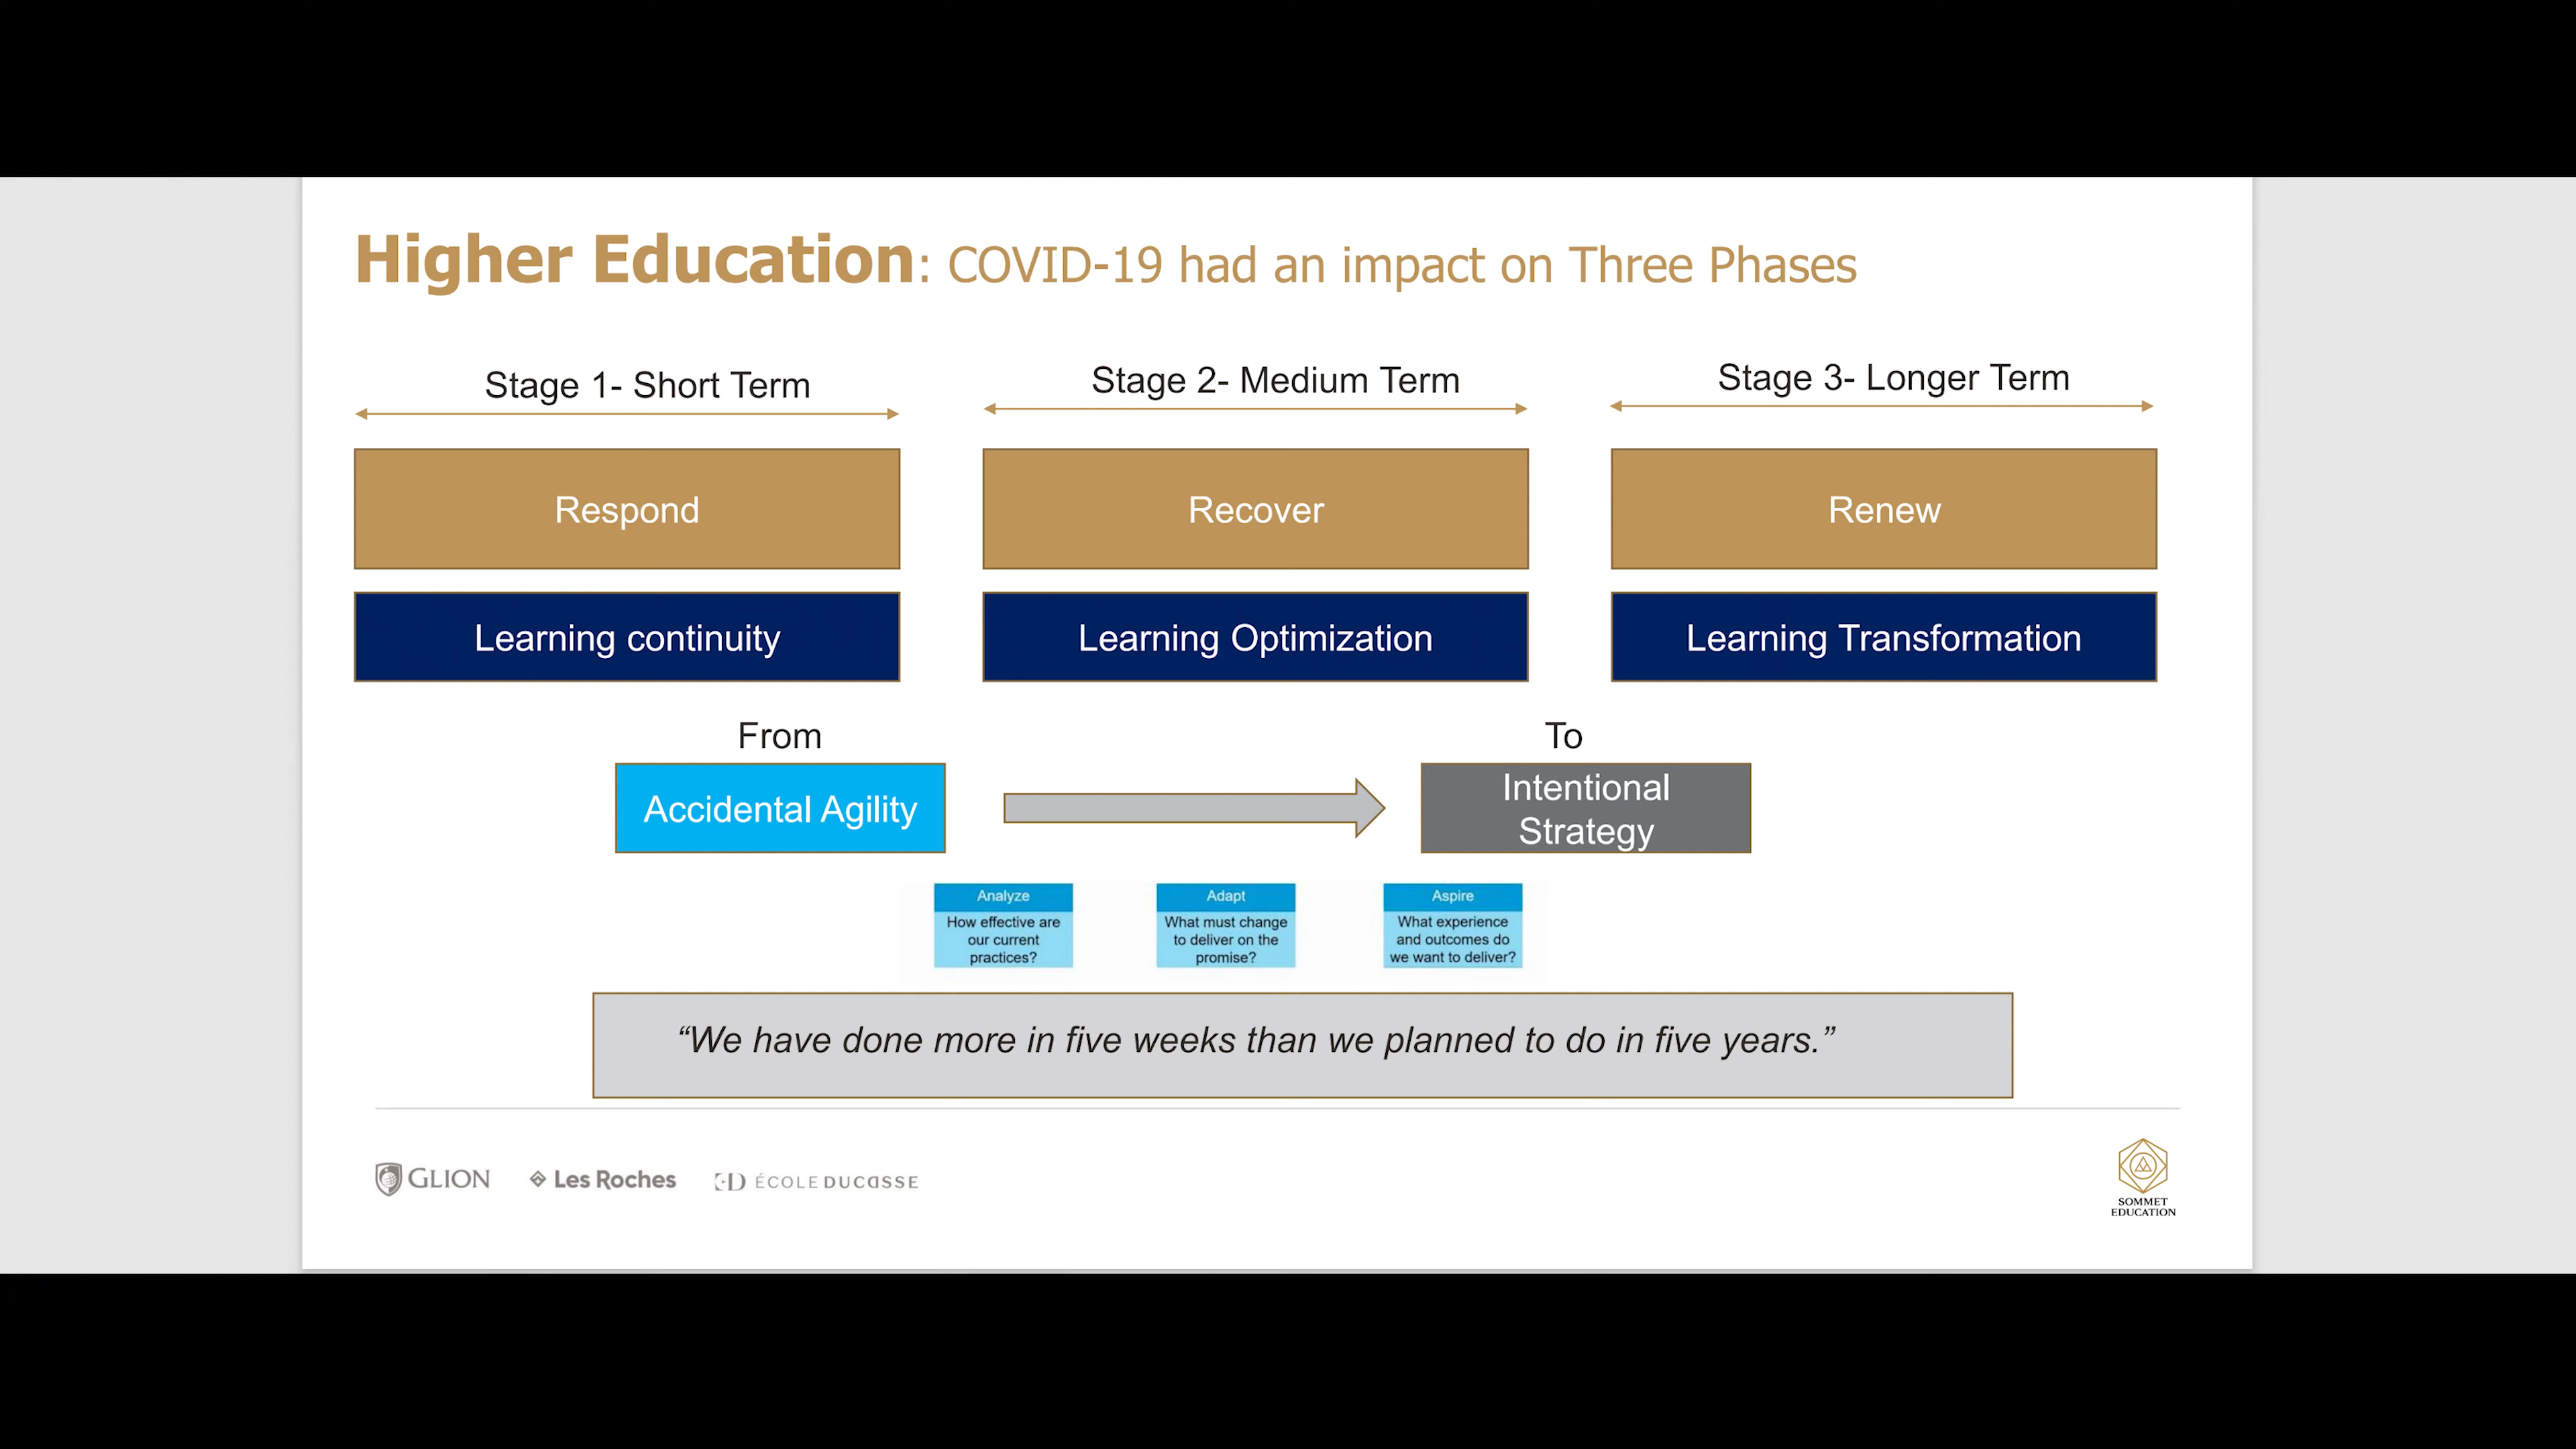 Higher Education: COVID-19 had an impact on Three Phases
Stage 1- Short Term
Stage 2- Medium Term
Stage 3- Longer Term
Respond
Recover
Renew
Learning continuity
Learning Optimization
Learning Transformation
From
To
Accidental Agility
Intentional
Strategy
Analyze
How effective are
our current
practices?
Adapt
What must change
to deliver on the
promise?
Aspire
What experience
and outcomes do
we want to deliver?
“We have done more in five weeks than we planned to do in five years.”
GLION
Les Roches
ÉCOLE DUCASSE
SOMMET
EDUCATION